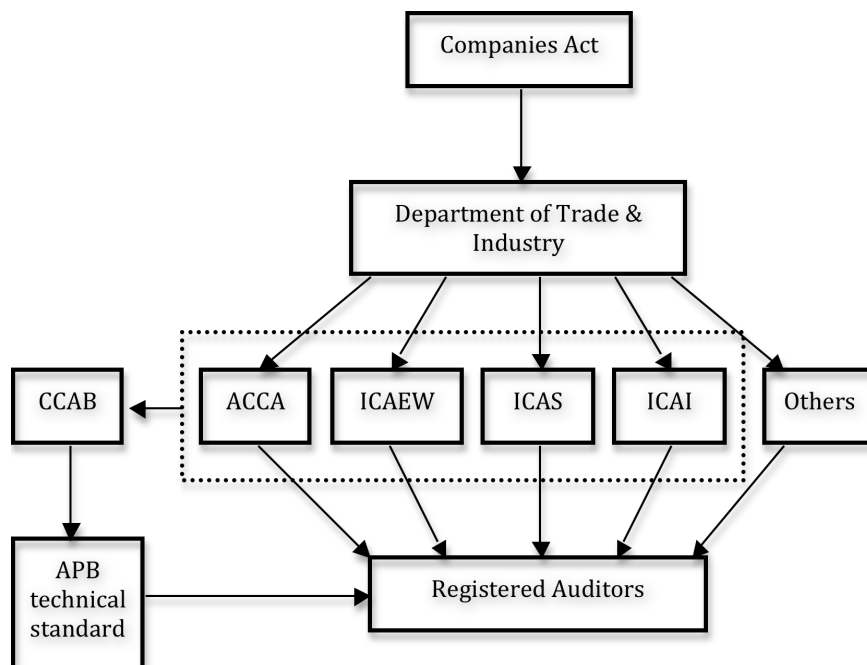 Companies Act
Department of Trade &
Industry
CCAB
ACCA
ICAEW
ICAS
ICAI
Others
APB
technical
standard
Registered Auditors